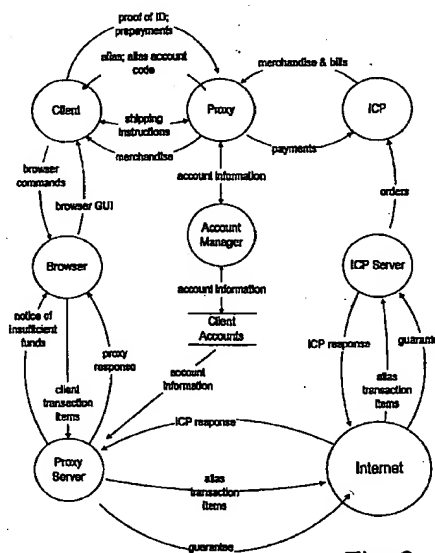 proof of ID;
prepayments
alias; alias account
code
merchandise & bills
Client
Proxy
ICP
shipping
instructions
merchandise
payments
browser
commands
browser GUI
account information
orders
Account
Manager
Browser
ICP Server
notice of
insufficient
funds
account information
proxy
response
Client
Accounts
ICP response
guarantee
client
transaction
items
account
information
alias
transaction
items
ICP response
Proxy
Server
Internet
alias
transaction
items
guarantee